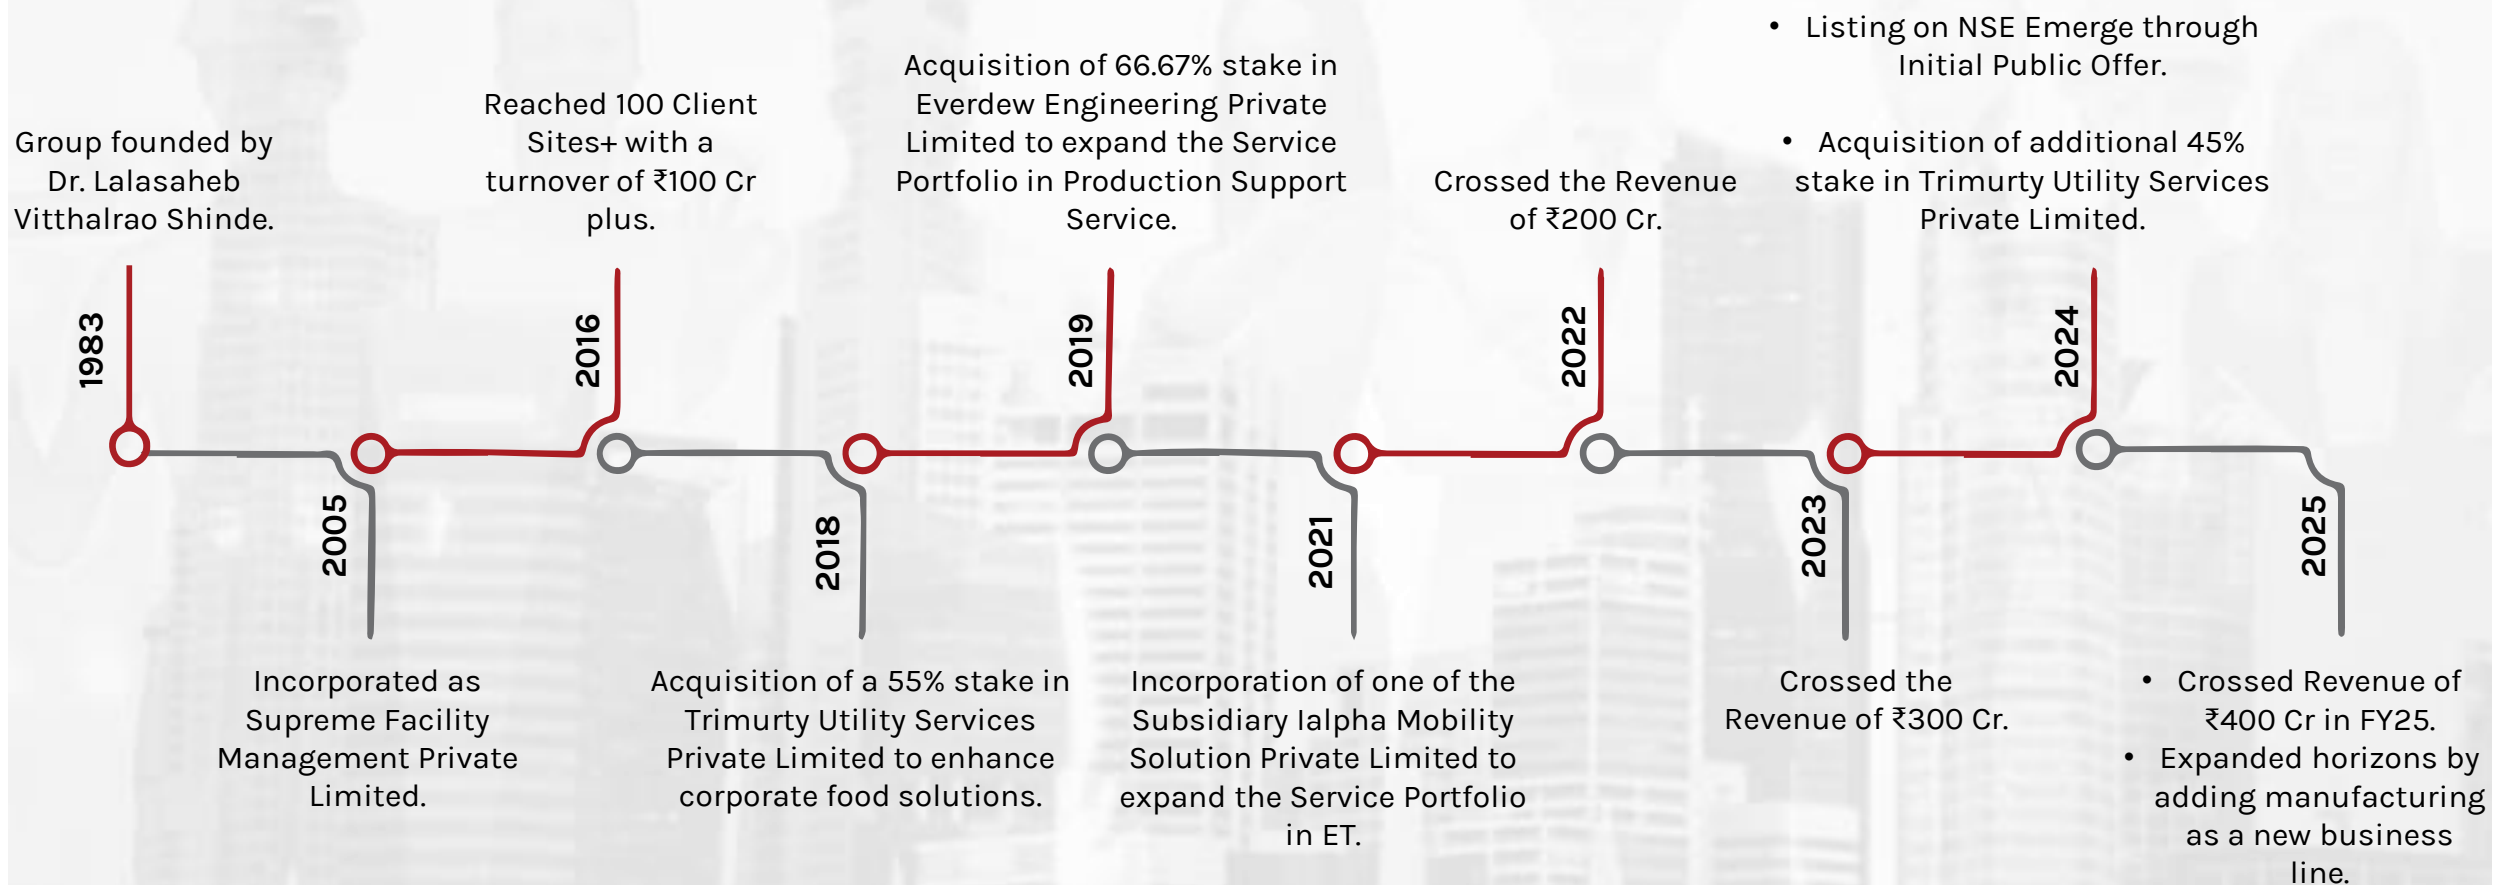 1983
Group founded by
Dr. Lalasaheb
Vitthalrao Shinde.
2005
Incorporated as
Supreme Facility
Management Private
Limited.
2016
Reached 100 Client
Sites+ with a
turnover of ₹100 Cr
plus.
2018
Acquisition of a 55% stake in
Trimurty Utility Services
Private Limited to enhance
corporate food solutions.
2019
Acquisition of 66.67% stake in
Everdew Engineering Private
Limited to expand the Service
Portfolio in Production Support
Service.
2021
Incorporation of one of the
Subsidiary Ialpha Mobility
Solution Private Limited to
expand the Service Portfolio
in ET.
2022
Crossed the Revenue
of ₹200 Cr.
2023
Crossed the
Revenue of ₹300 Cr.
2024
• Listing on NSE Emerge through
Initial Public Offer.
• Acquisition of additional 45%
stake in Trimurty Utility Services
Private Limited.
2025
• Crossed Revenue of
₹400 Cr in FY25.
• Expanded horizons by
adding manufacturing
as a new business
line.